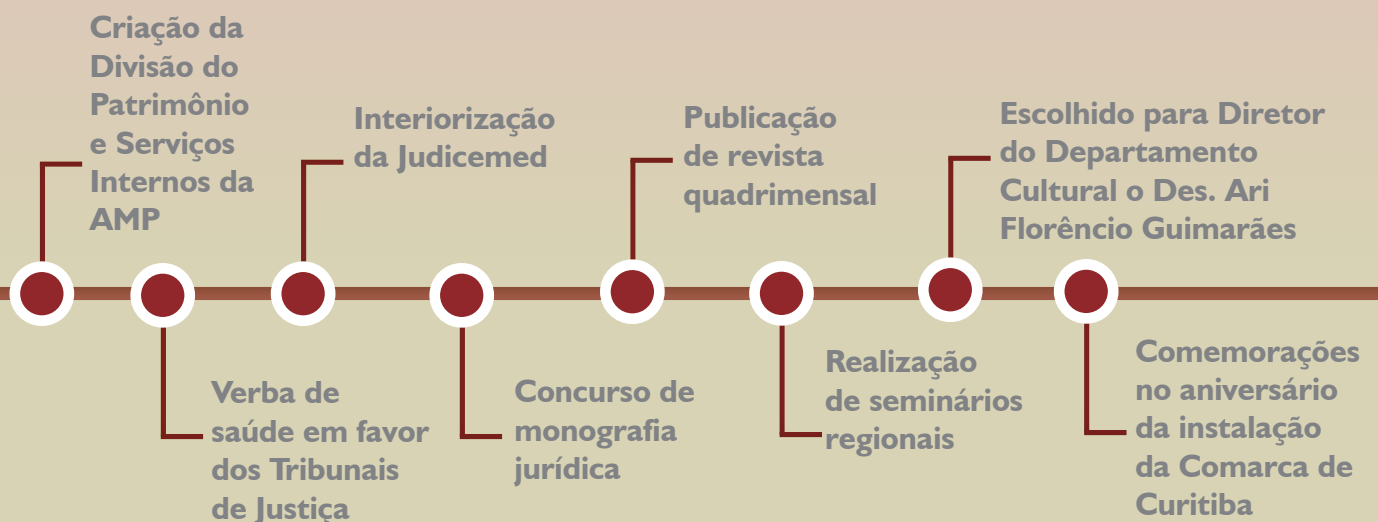 Criação da
Divisão do
Patrimônio
e Serviços
Internos da
AMP
Verba de
saúde em favor
dos Tribunais
de Justiça
Interiorização
da Judicemed
Concurso de
monografia
jurídica
Publicação
de revista
quadrimensal
Realização
de seminários
regionais
Escolhido para Diretor
do Departamento
Cultural o Des. Ari
Florêncio Guimarães
Comemorações
no aniversário
da instalação
da Comarca de
Curitiba